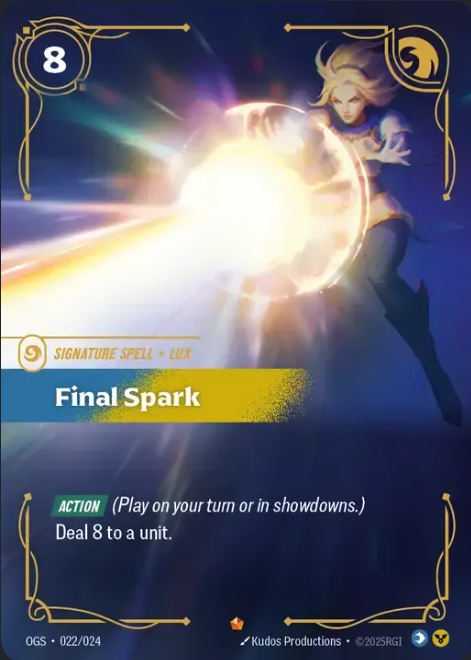 8
SIGNATURE SPELL • LUX
Final Spark
ACTION (Play on your turn or in showdowns.)
Deal 8 to a unit.
OGS • 022/024 Kudos Productions • ©2025RGI